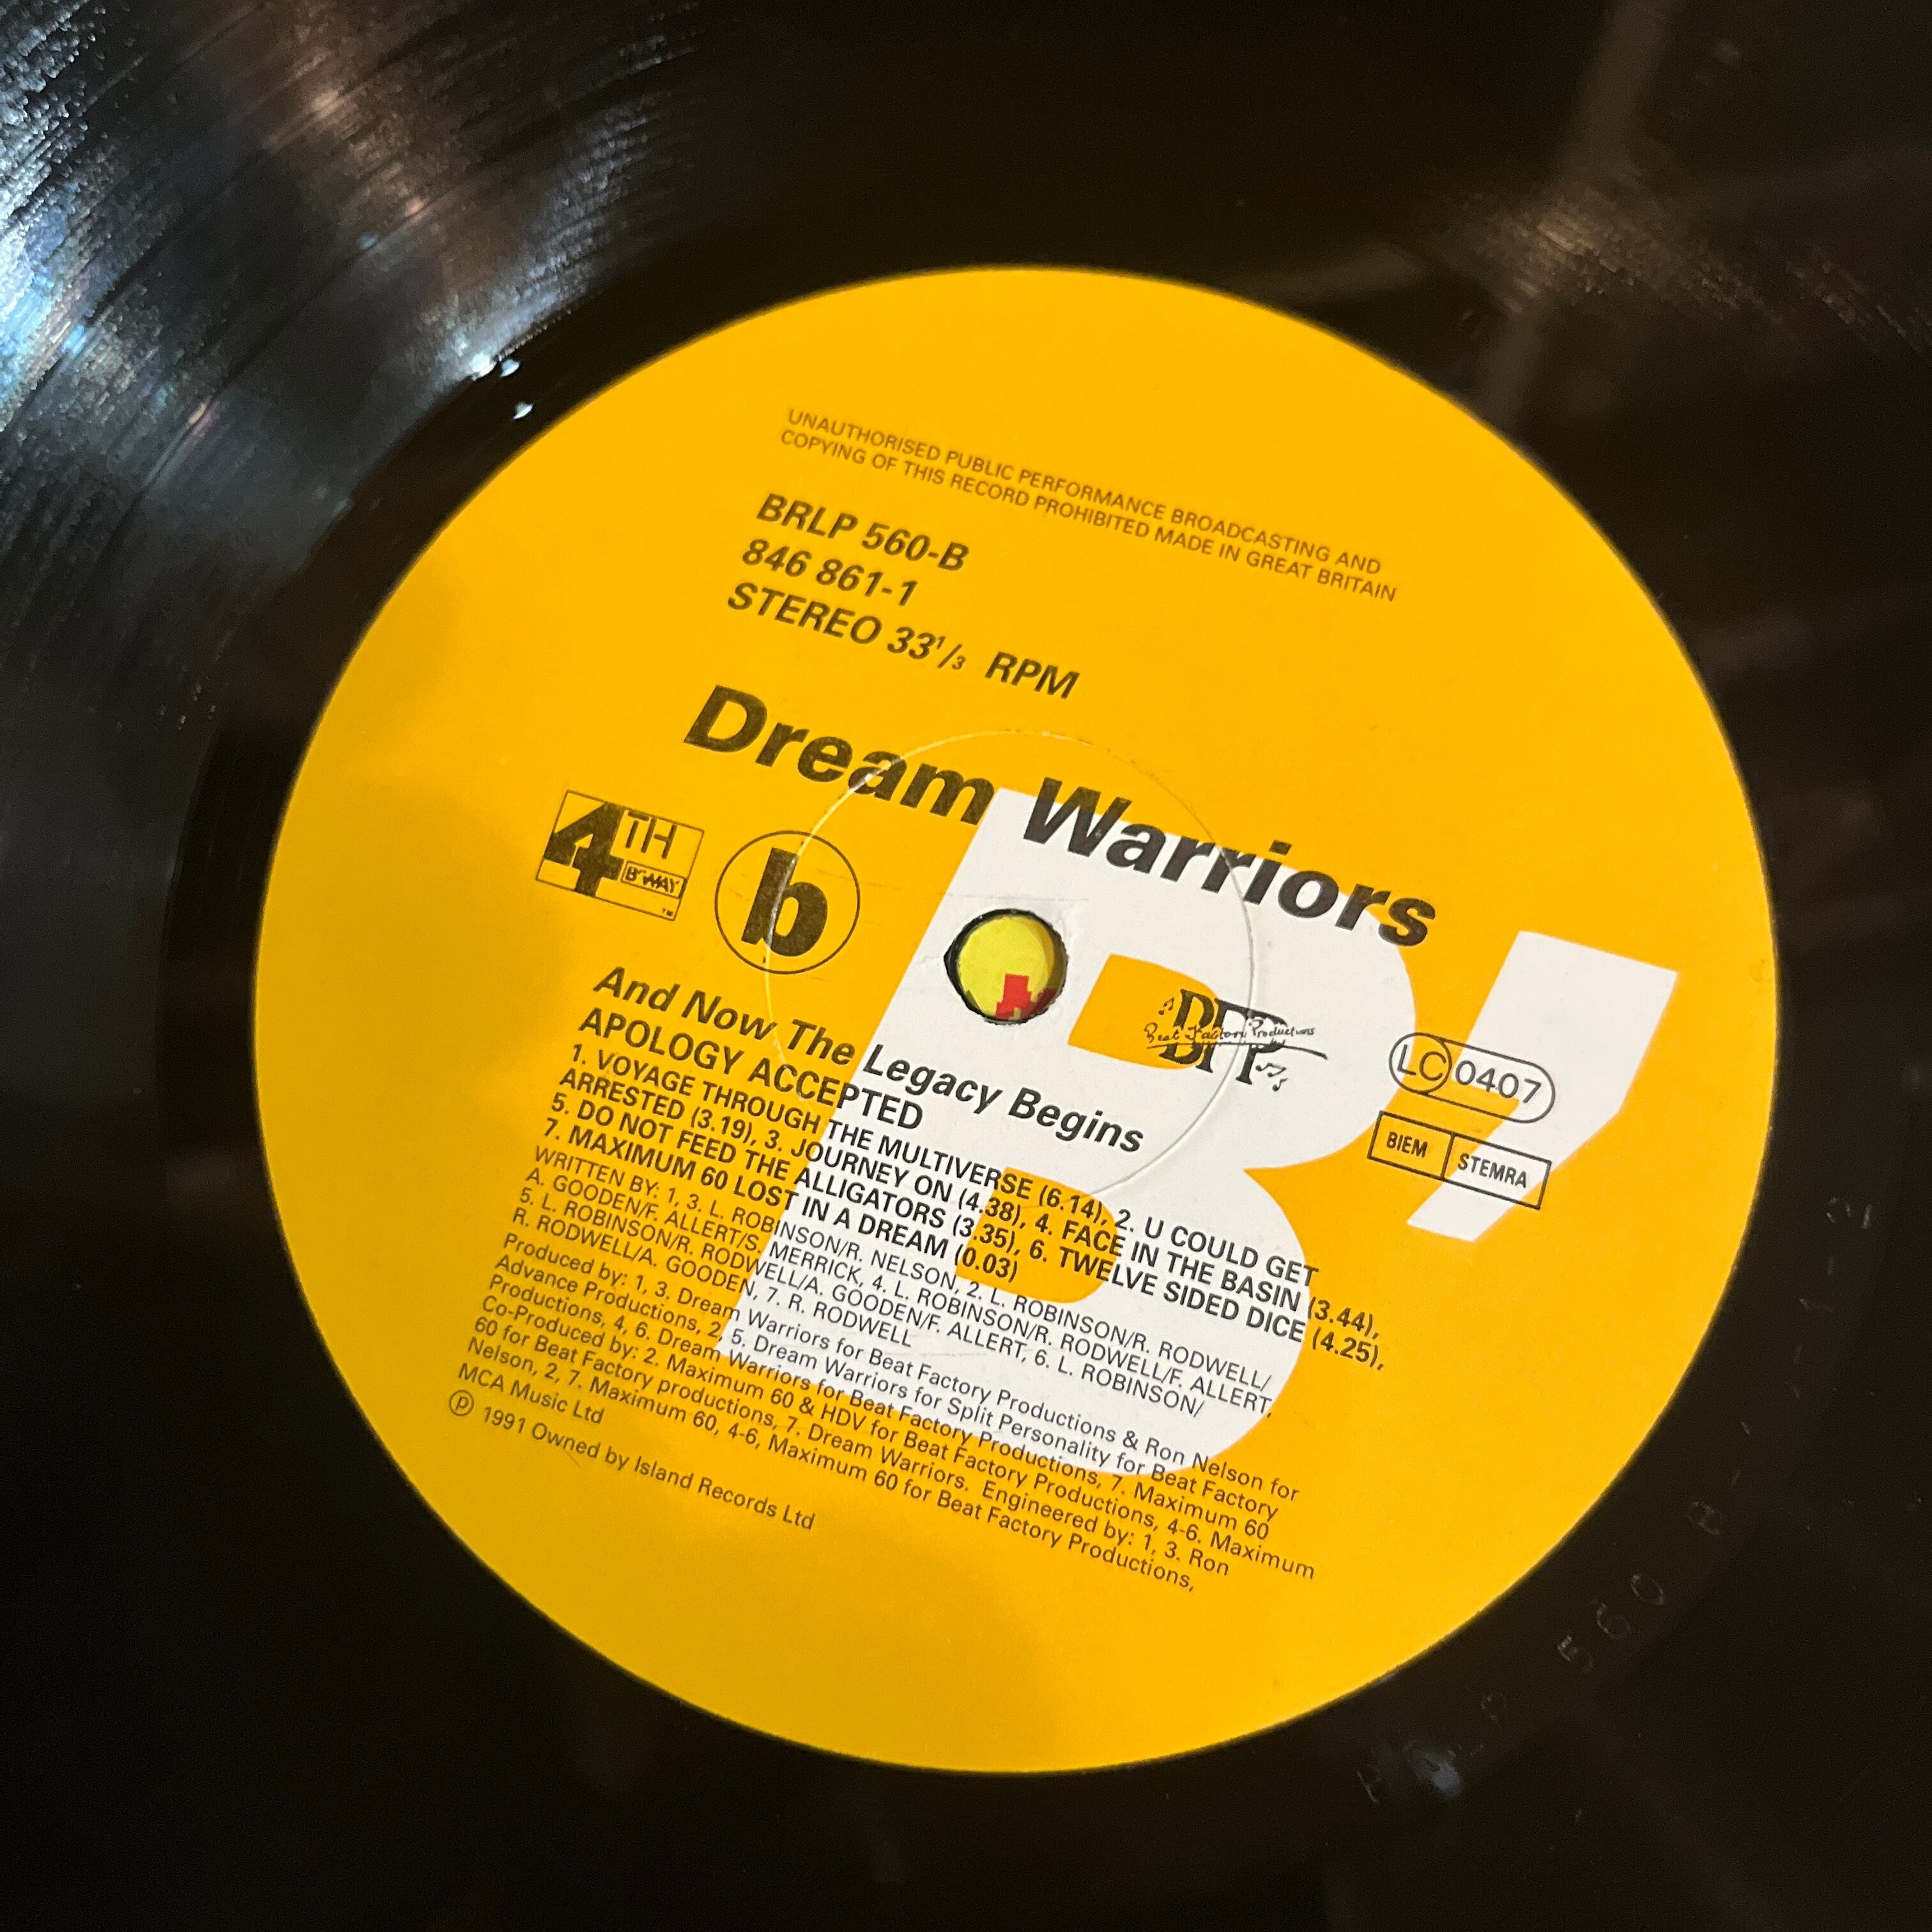 UNAUTHORISED PUBLIC PERFORMANCE BROADCASTING AND
COPYING OF THIS RECORD PROHIBITED MADE IN GREAT BRITAIN
BRLP 560-B
846 861-1
STEREO 33 1/3 RPM
Dream Warriors
4TH
B'WAY
TM
b
BFP
Beat Factory Productions
LC 0407
BIEM STEMRA
And Now The Legacy Begins
APOLOGY ACCEPTED
1. VOYAGE THROUGH THE MULTIVERSE (6.14), 2. U COULD GET
ARRESTED (3.19), 3. JOURNEY ON (4.38), 4. FACE IN THE BASIN (3.44),
5. DO NOT FEED THE ALLIGATORS (3.35), 6. TWELVE SIDED DICE (4.25),
7. MAXIMUM 60 LOST IN A DREAM (0.03)
WRITTEN BY: 1, 3. L. ROBINSON/R. NELSON, 2. L. ROBINSON/R. RODWELL/
A. GOODEN/F. ALLERT/S. MERRICK, 4. L. ROBINSON/R. RODWELL/F. ALLERT,
5. L. ROBINSON/R. RODWELL/A. GOODEN/F. ALLERT, 6. L. ROBINSON/
R. RODWELL/A. GOODEN, 7. R. RODWELL
Produced by: 1, 3. Dream Warriors for Beat Factory Productions & Ron Nelson for
Advance Productions, 2, 5. Dream Warriors for Split Personality for Beat Factory
Productions, 4, 6. Dream Warriors for Beat Factory Productions, 7. Maximum 60
Co-Produced by: 2. Maximum 60 & HDV for Beat Factory Productions, 4-6. Maximum
60 for Beat Factory productions, 7. Dream Warriors. Engineered by: 1, 3. Ron
Nelson, 2, 7. Maximum 60, 4-6, Maximum 60 for Beat Factory Productions,
MCA Music Ltd
℗ 1991 Owned by Island Records Ltd